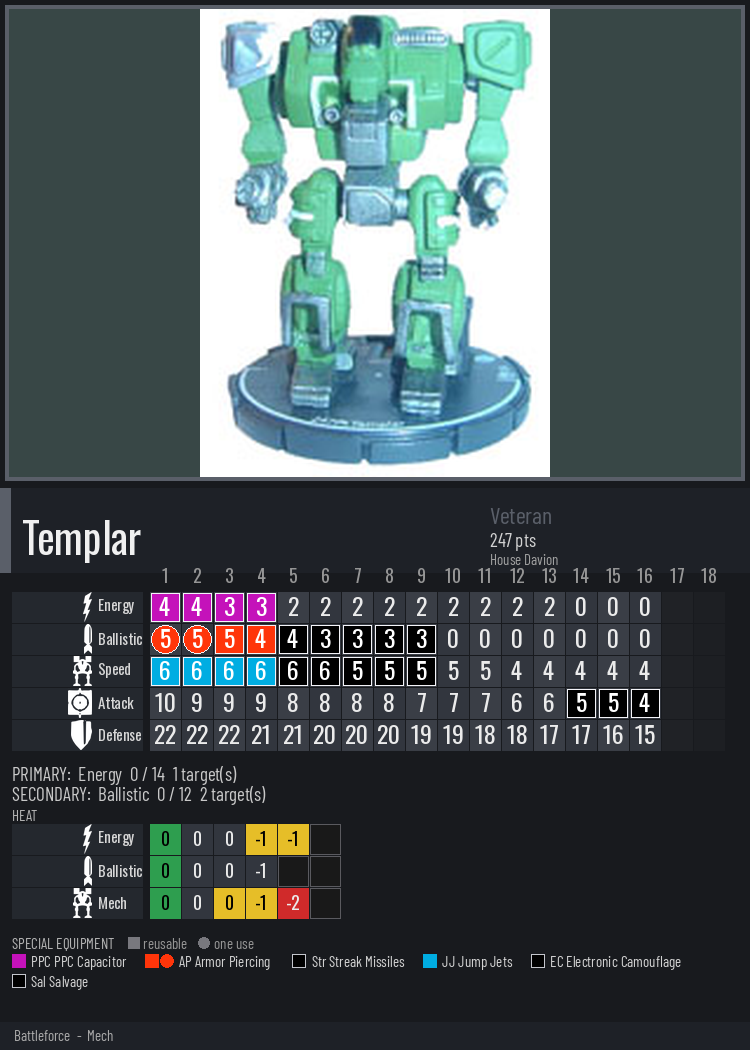 Templar
Veteran
247 pts
House Davion
1 2 3 4 5 6 7 8 9 10 11 12 13 14 15 16 17 18
Energy 4 4 3 3 2 2 2 2 2 2 2 2 2 0 0 0
Ballistic 5 5 5 4 4 3 3 3 3 0 0 0 0 0 0 0
Speed 6 6 6 6 6 6 5 5 5 5 5 4 4 4 4 4
Attack 10 9 9 9 8 8 8 8 7 7 7 6 6 5 5 4
Defense 22 22 22 21 21 20 20 20 19 19 18 18 17 17 16 15
PRIMARY: Energy 0 / 14 1 target(s)
SECONDARY: Ballistic 0 / 12 2 target(s)
HEAT
Energy 0 0 0 -1 -1
Ballistic 0 0 0 -1
Mech 0 0 0 -1 -2
SPECIAL EQUIPMENT reusable one use
PPC PPC Capacitor AP Armor Piercing Str Streak Missiles JJ Jump Jets EC Electronic Camouflage
Sal Salvage
Battleforce - Mech